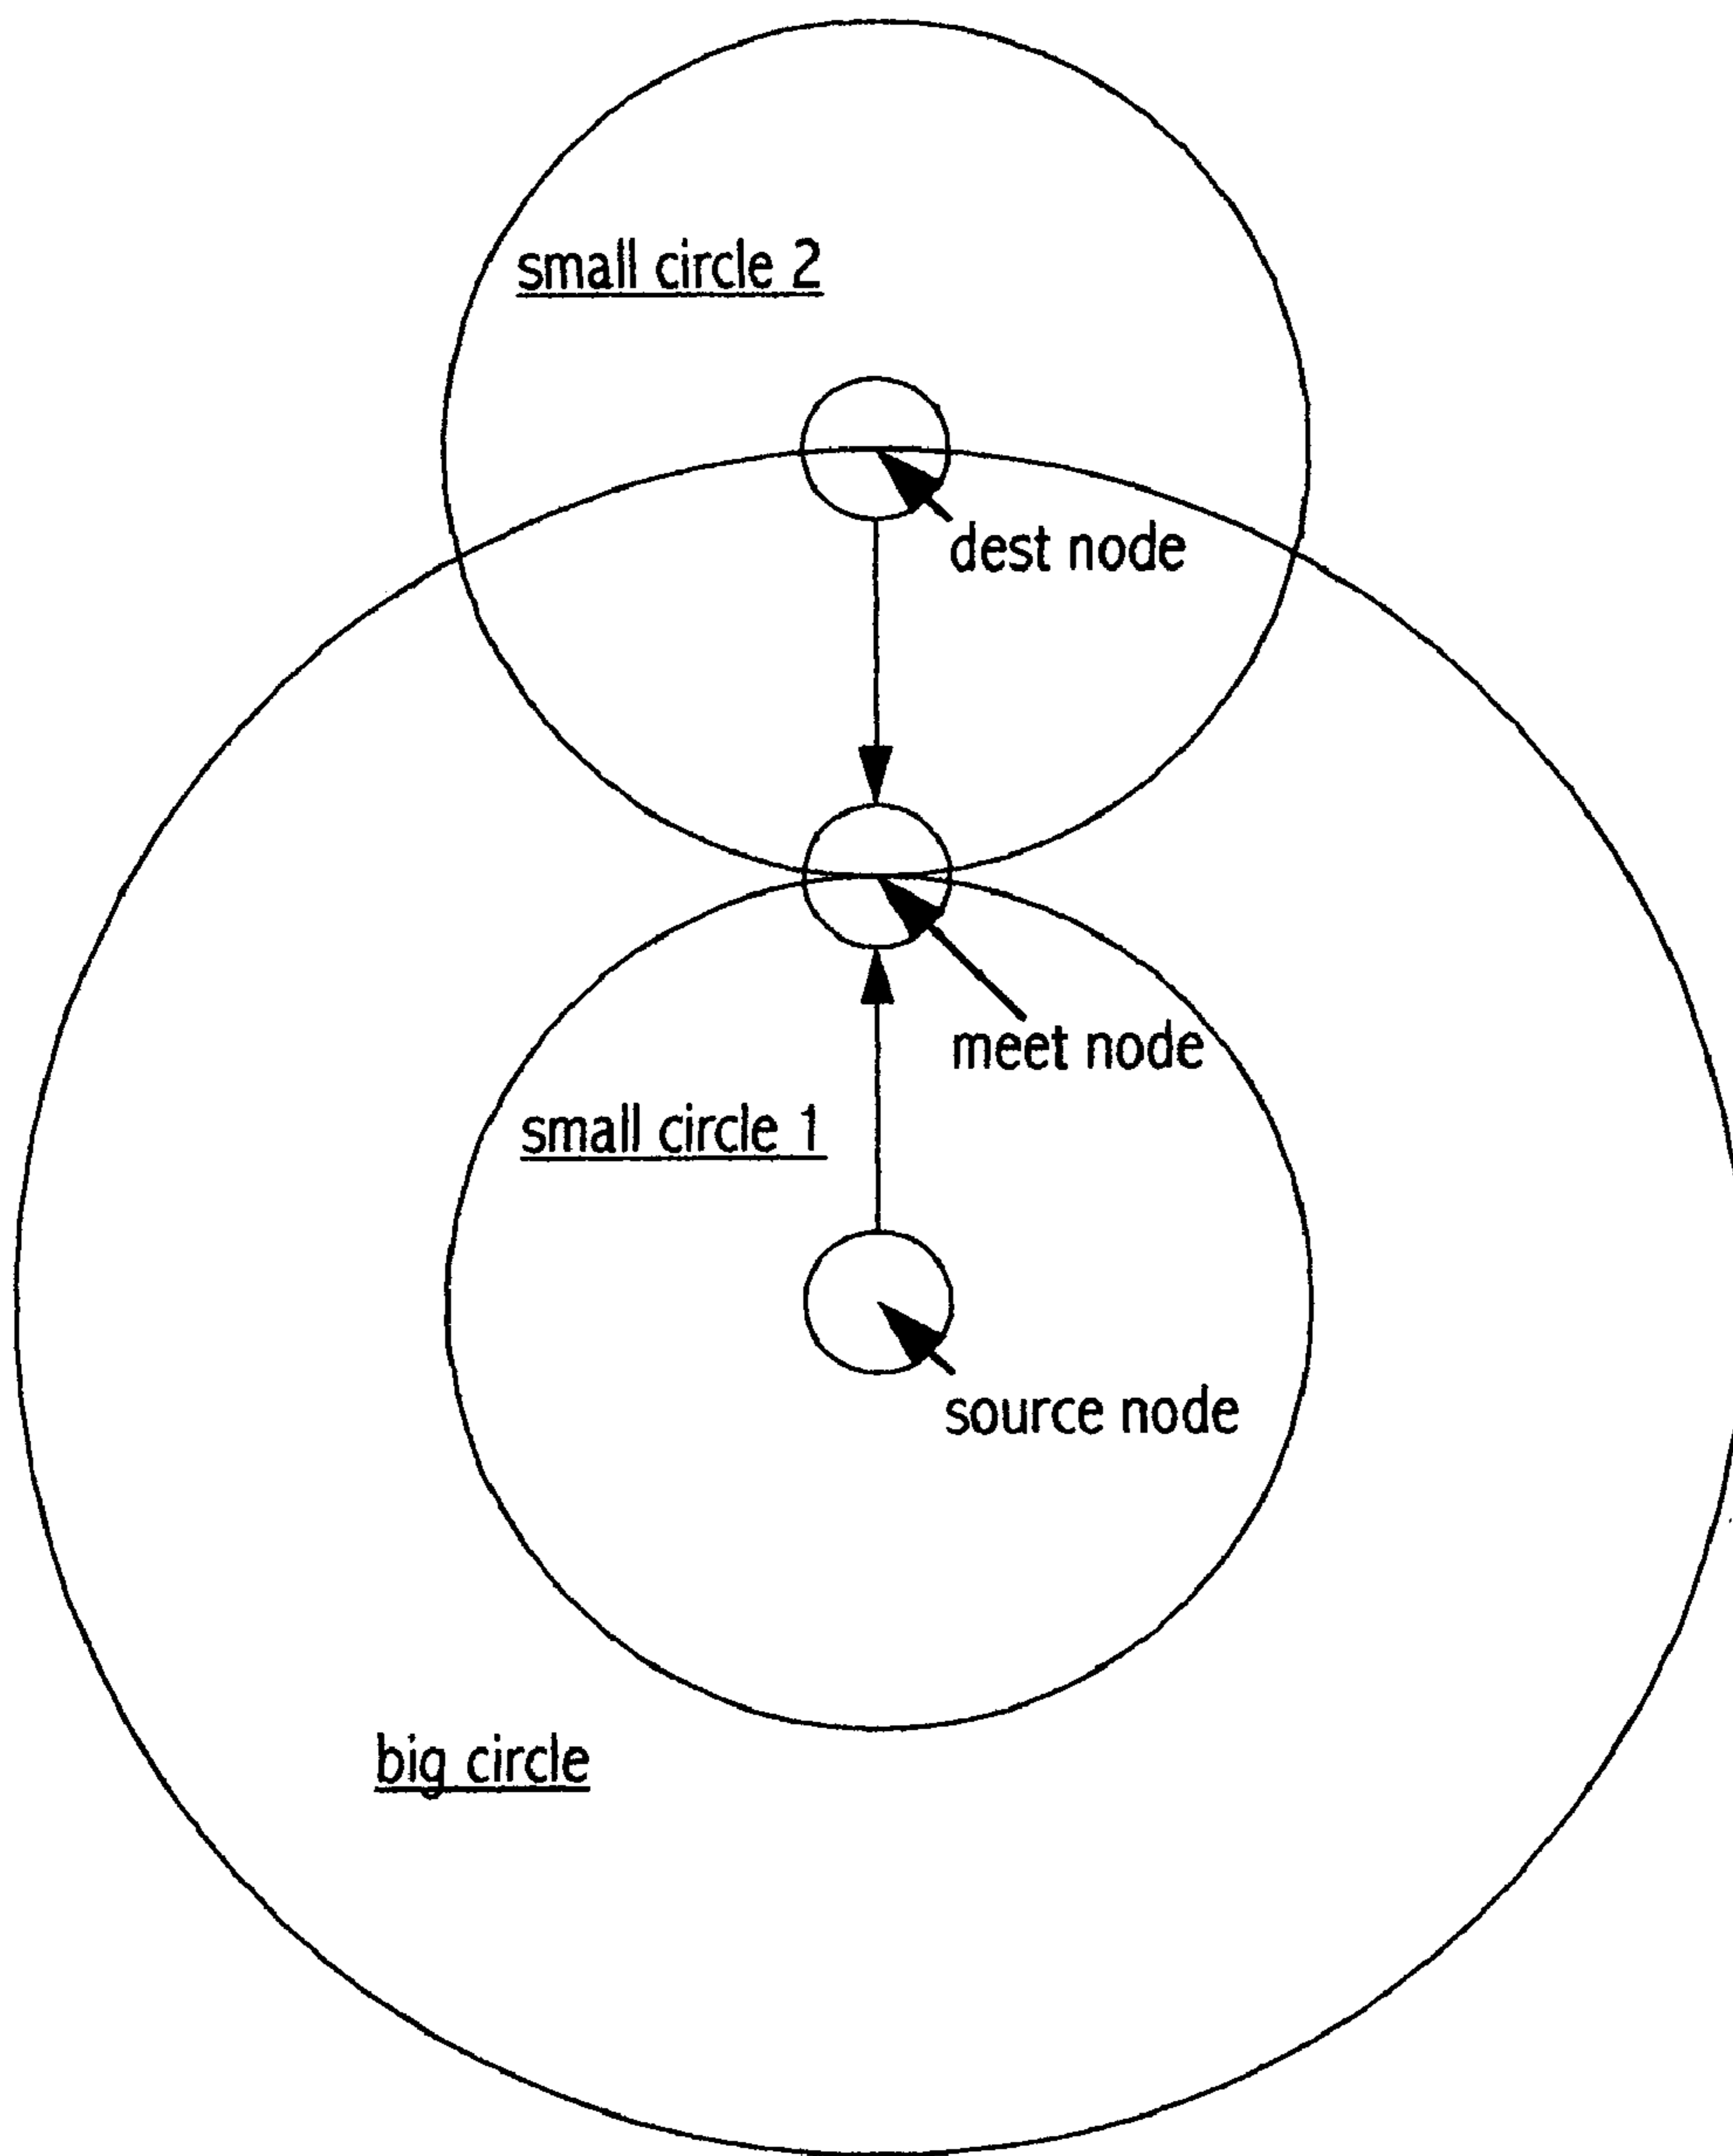 small circle 2
dest node
meet node
small circle 1
source node
big circle